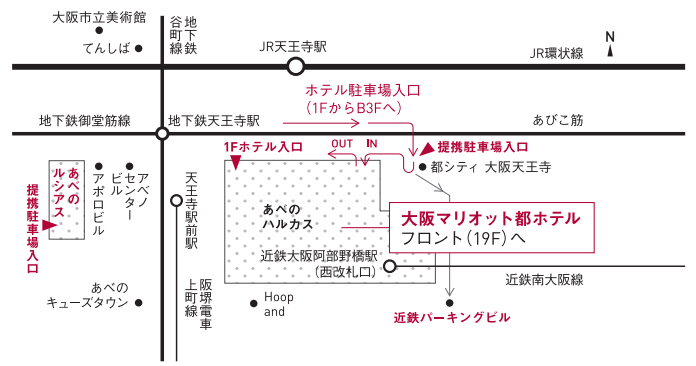 大阪市立美術館
てんしば
地下鉄
谷町線
JR天王寺駅
JR環状線
N
ホテル駐車場入口
(1FからB3Fへ)
地下鉄御堂筋線
地下鉄天王寺駅
あびこ筋
1Fホテル入口
OUT
IN
提携駐車場入口
都シティ 大阪天王寺
あべの
ルシアス
提携駐車場入口
アポロビル
アベノ
センター
ビル
天王寺駅前駅
あべの
ハルカス
大阪マリオット都ホテル
フロント(19F)へ
近鉄大阪阿部野橋駅
(西改札口)
近鉄南大阪線
あべの
キューズタウン
阪堺電車
上町線
Hoop
and
近鉄パーキングビル